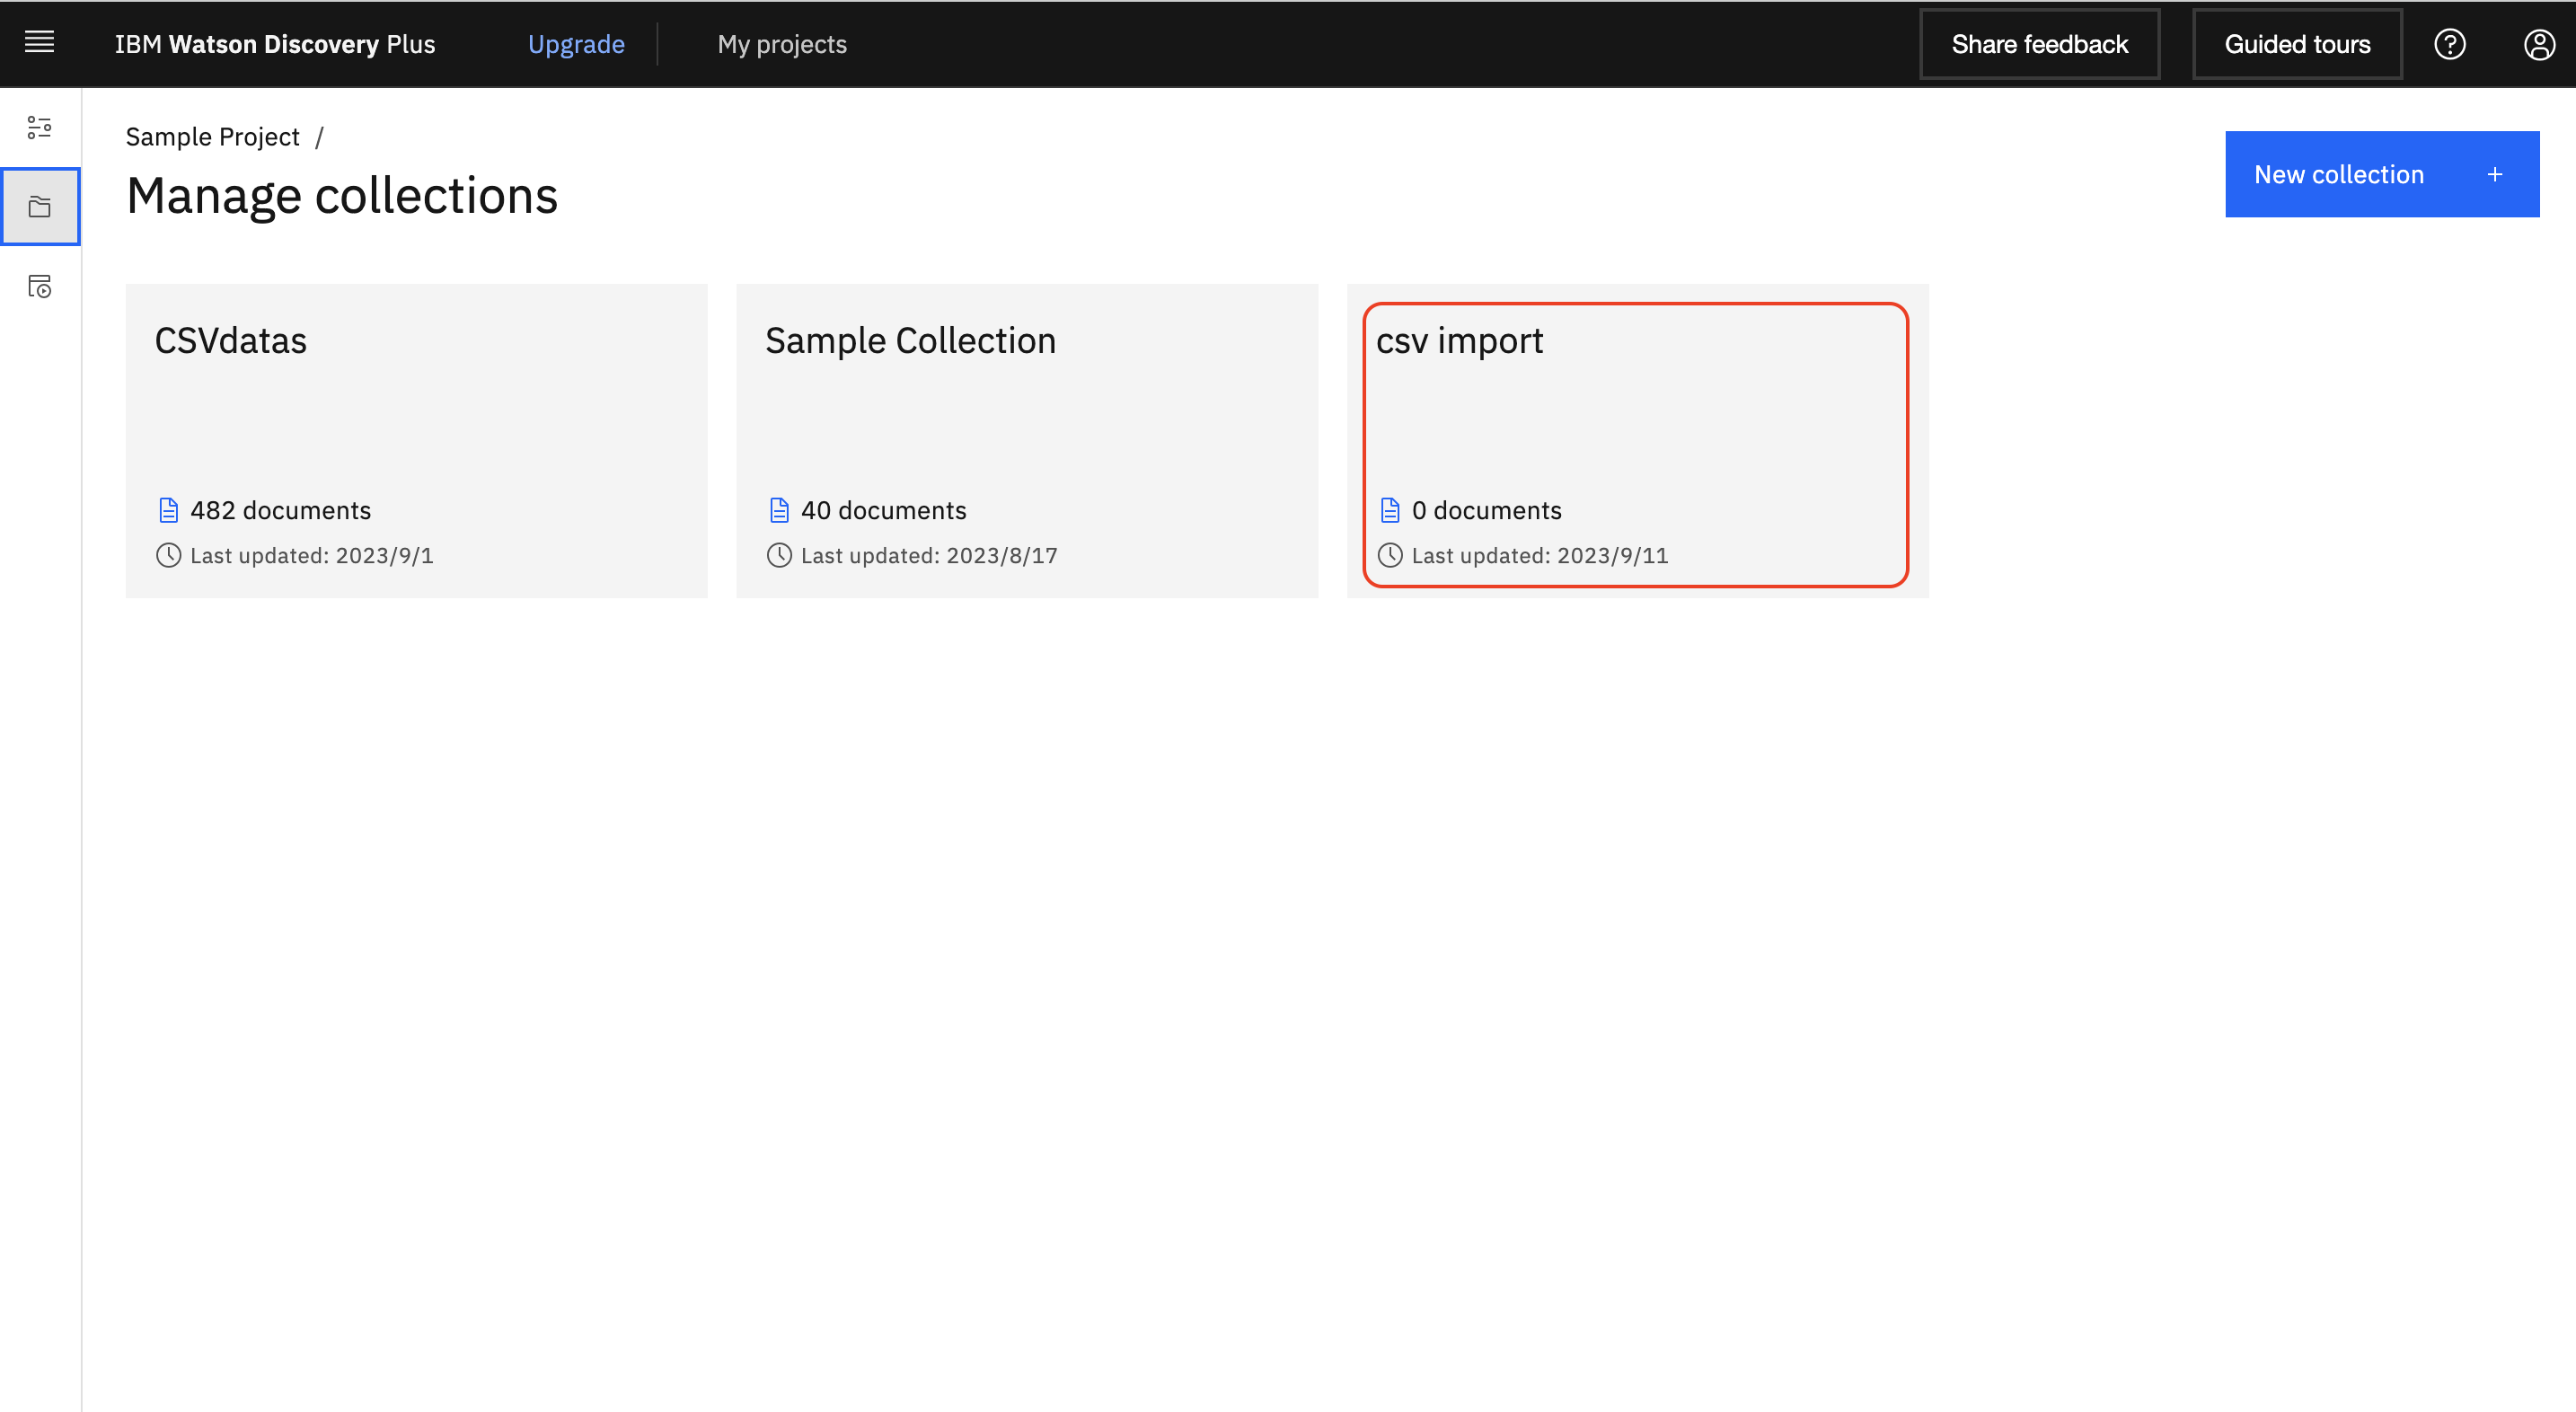 IBM Watson Discovery Plus
Upgrade
My projects
Share feedback
Guided tours
Sample Project /
Manage collections
New collection +
CSVdatas
482 documents
Last updated: 2023/9/1
Sample Collection
40 documents
Last updated: 2023/8/17
csv import
0 documents
Last updated: 2023/9/11